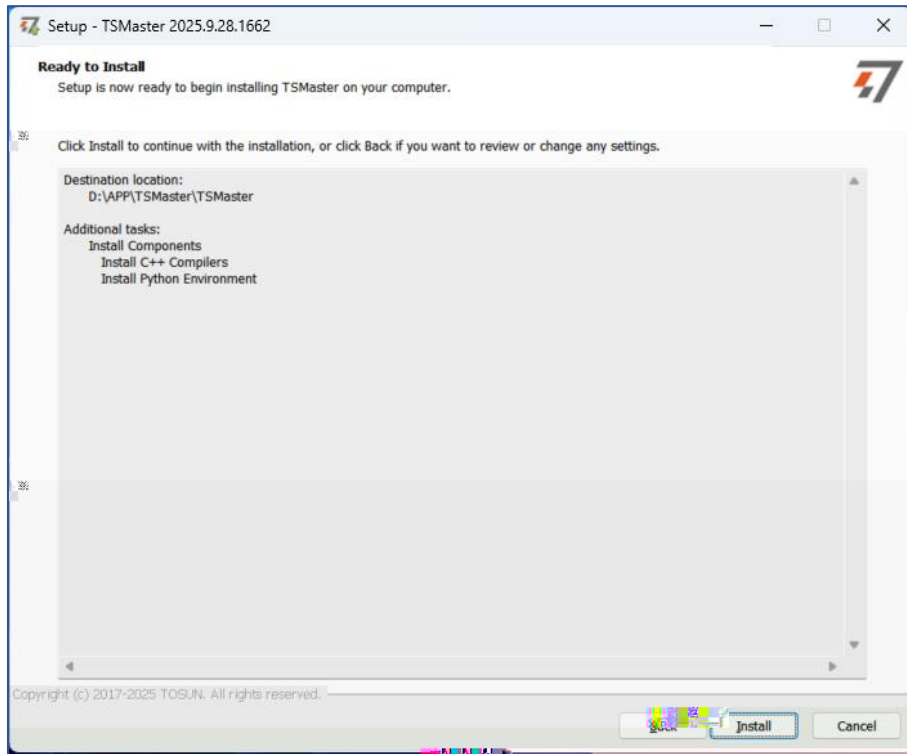 Setup - TSMaster 2025.9.28.1662
Ready to Install
Setup is now ready to begin installing TSMaster on your computer.
Click Install to continue with the installation, or click Back if you want to review or change any settings.
Destination location:
D:\APP\TSMaster\TSMaster
Additional tasks:
Install Components
Install C++ Compilers
Install Python Environment
Copyright (c) 2017-2025 TOSUN. All rights reserved.
Install Cancel